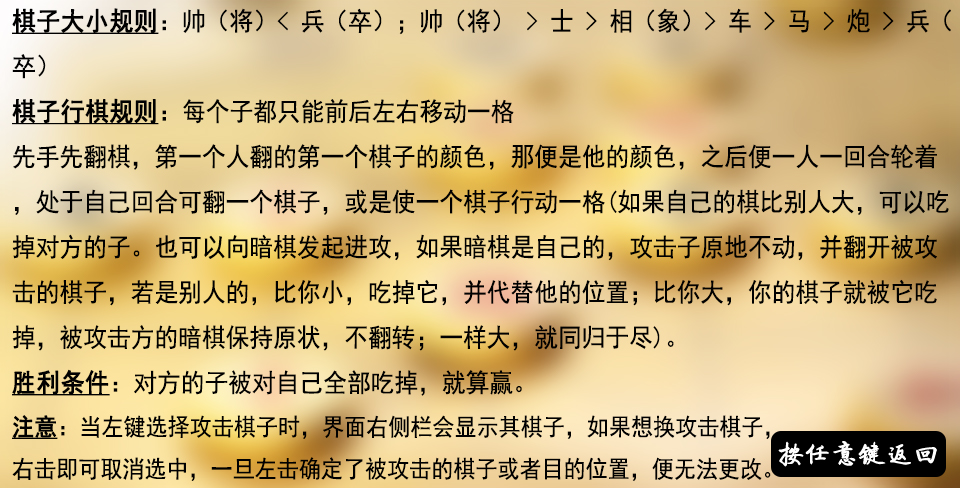 棋子大小规则：帅（将）< 兵（卒）；帅（将） > 士 > 相（象）> 车 > 马 > 炮 > 兵（
卒）
棋子行棋规则：每个子都只能前后左右移动一格
先手先翻棋，第一个人翻的第一个棋子的颜色，那便是他的颜色，之后便一人一回合轮着
，处于自己回合可翻一个棋子，或是使一个棋子行动一格(如果自己的棋比别人大，可以吃
掉对方的子。也可以向暗棋发起进攻，如果暗棋是自己的，攻击子原地不动，并翻开被攻
击的棋子，若是别人的，比你小，吃掉它，并代替他的位置；比你大，你的棋子就被它吃
掉，被攻击方的暗棋保持原状，不翻转；一样大，就同归于尽)。
胜利条件：对方的子被对自己全部吃掉，就算赢。
注意：当左键选择攻击棋子时，界面右侧栏会显示其棋子，如果想换攻击棋子，
右击即可取消选中，一旦左击确定了被攻击的棋子或者目的位置，便无法更改。
按任意键返回